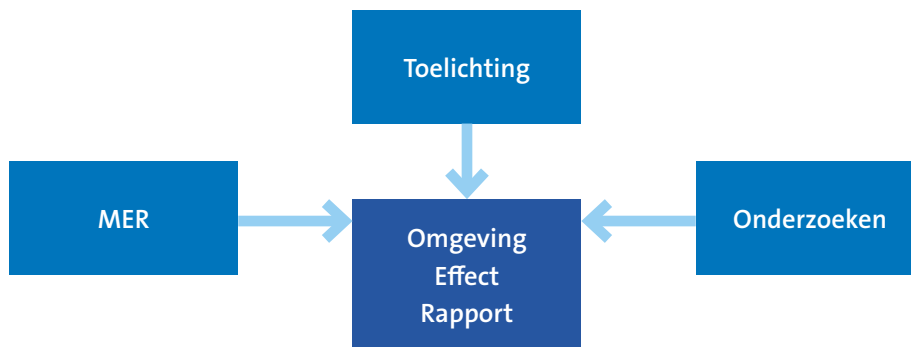 Toelichting
MER
Omgeving
Effect
Rapport
Onderzoeken